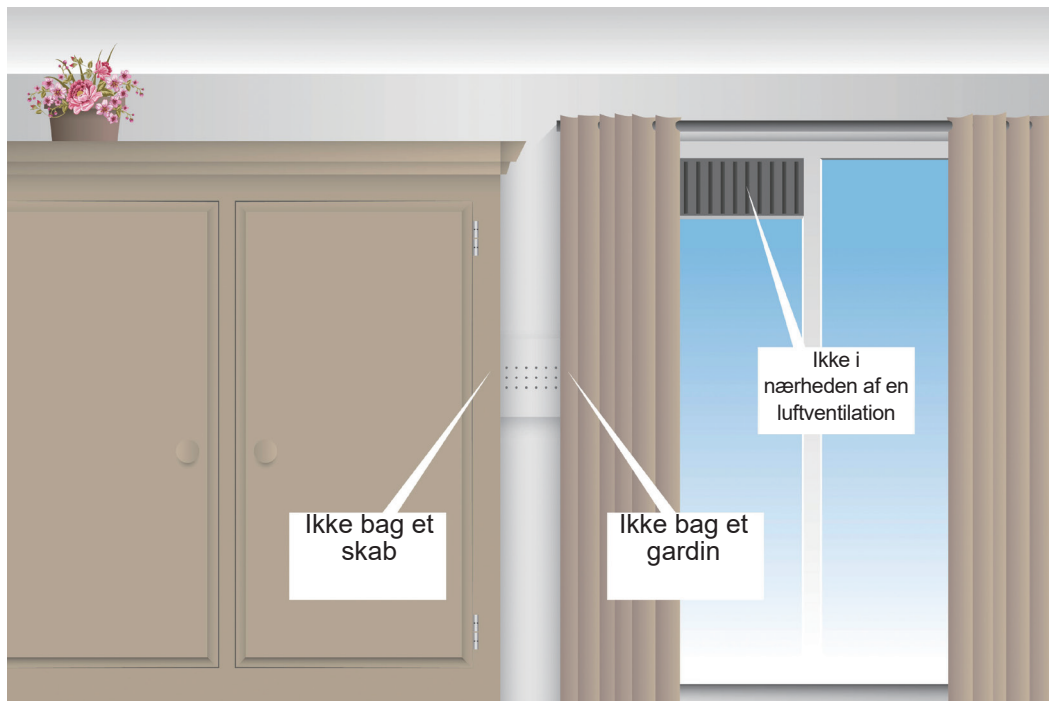 Ikke i
nærheden af en
luftventilation
Ikke bag et
skab
Ikke bag et
gardin